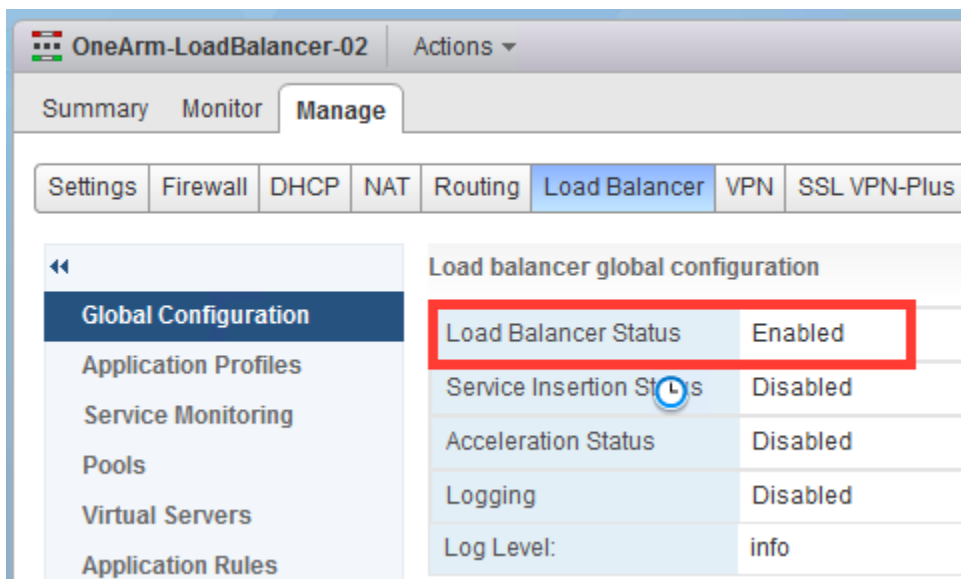 OneArm-LoadBalancer-02 Actions
Summary Monitor Manage
Settings Firewall DHCP NAT Routing Load Balancer VPN SSL VPN-Plus
Global Configuration
Application Profiles
Service Monitoring
Pools
Virtual Servers
Application Rules
Load balancer global configuration
Load Balancer Status Enabled
Service Insertion Status Disabled
Acceleration Status Disabled
Logging Disabled
Log Level: info